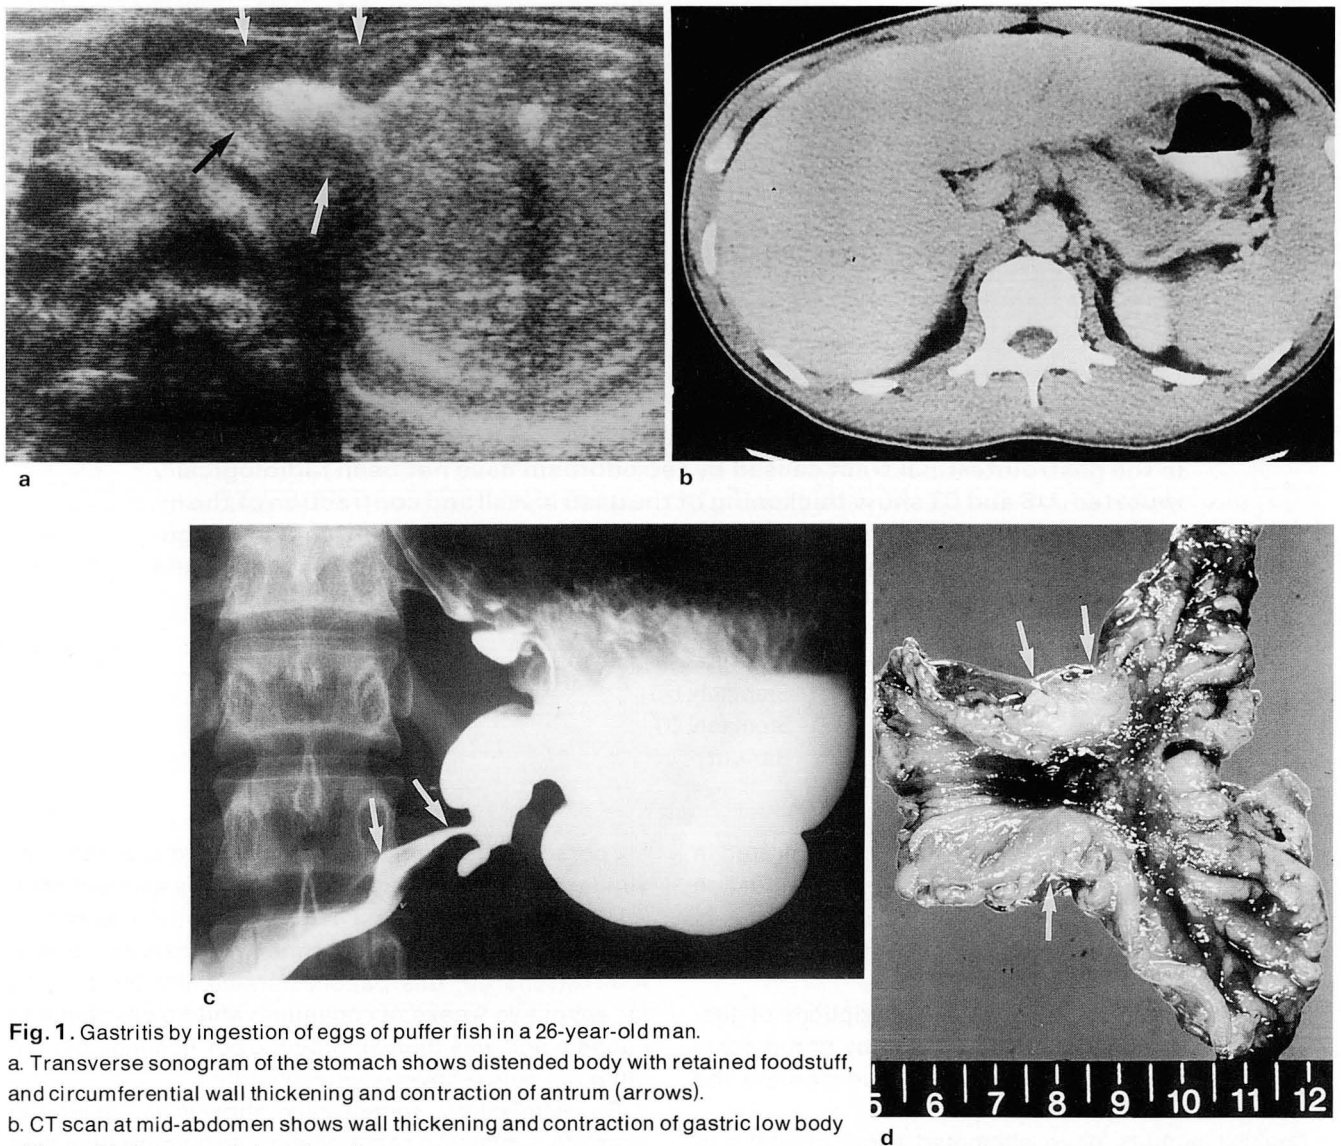 a
b
c
Fig. 1. Gastritis by ingestion of eggs of puffer fish in a 26-year-old man.
a. Transverse sonogram of the stomach shows distended body with retained foodstuff,
and circumferential wall thickening and contraction of antrum (arrows).
b. CT scan at mid-abdomen shows wall thickening and contraction of gastric low body
5 6 7 8 9 10 11 12
d